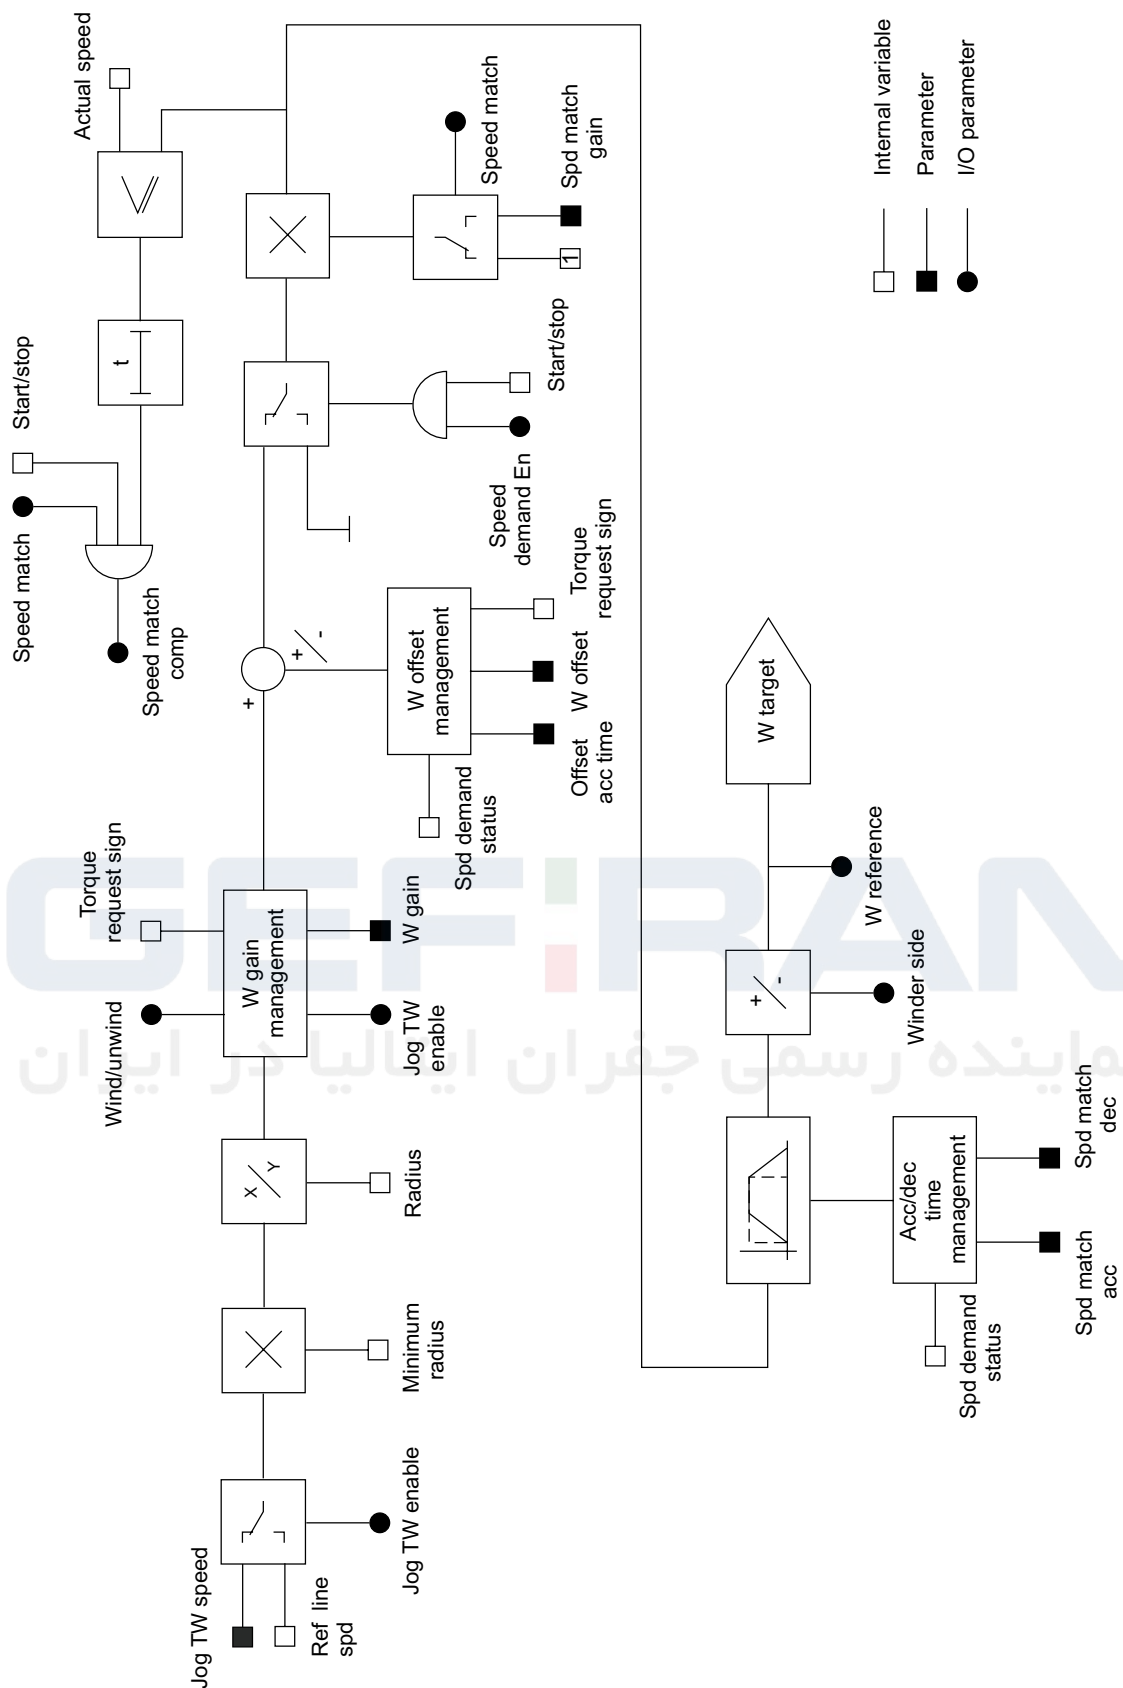 Actual speed
Start/stop
Speed match
Speed match
comp
t
Speed match
Spd match
gain
1
Start/stop
Speed
demand En
+
+
-
W offset
management
Torque
request sign
W offset
Offset
acc time
Spd demand
status
Torque
request sign
Wind/unwind
W gain
management
W gain
Jog TW
enable
X
Y
Radius
Minimum
radius
Jog TW enable
Jog TW speed
Ref line
spd
Internal variable
Parameter
I/O parameter
W target
W reference
+
-
Winder side
Acc/dec
time
management
Spd match
dec
Spd match
acc
Spd demand
status
GEFRAN
نماینده رسمی جفران ایتالیا در ایران